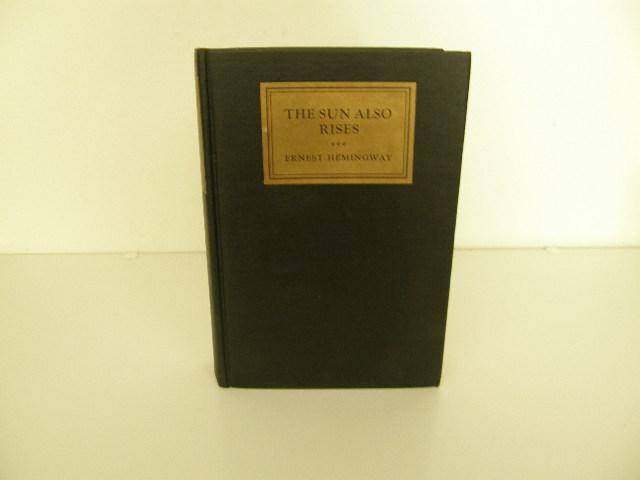 THE SUN ALSO
RISES
ERNEST HEMINGWAY